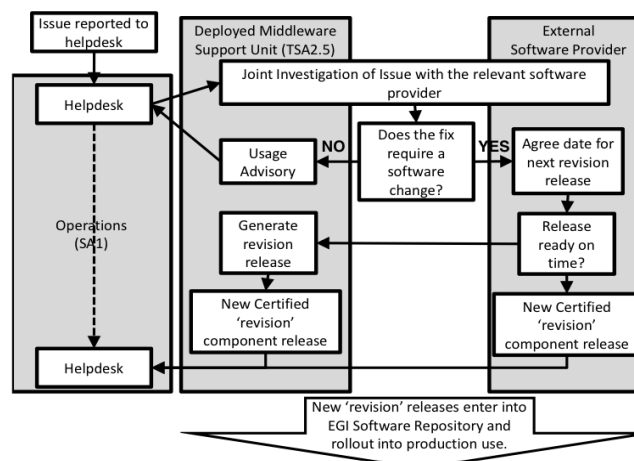 Issue reported to
helpdesk
Deployed Middleware
Support Unit (TSA2.5)
External
Software Provider
Joint Investigation of Issue with the relevant software
provider
Helpdesk
Does the fix
require a
software
change?
NO
YES
Usage
Advisory
Agree date for
next revision
release
Operations
(SA1)
Generate
revision
release
Release
ready on
time?
New Certified
‘revision’
component release
New Certified
‘revision’
component release
Helpdesk
New ‘revision’ releases enter into
EGI Software Repository and
rollout into production use.